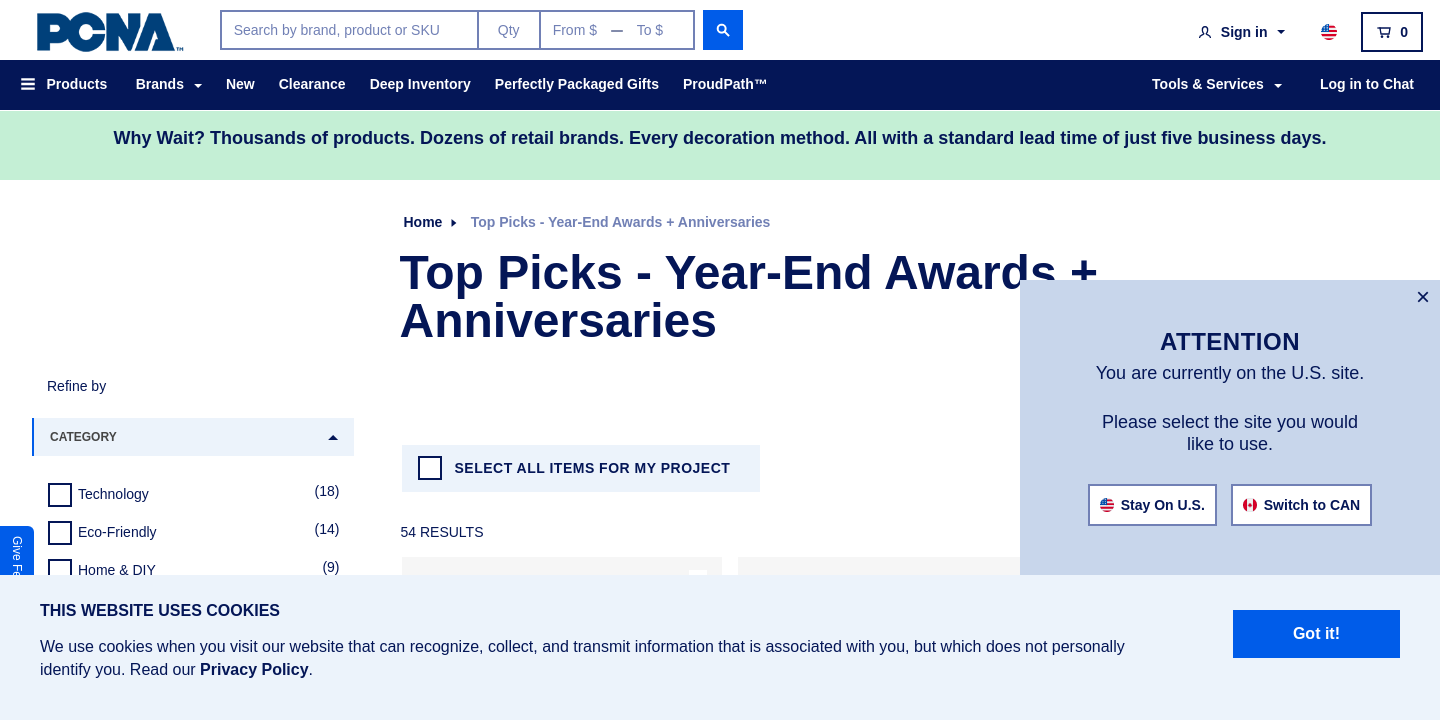 PCNA™
Search by brand, product or SKU
Qty
From $ — To $
Sign in
0
Products
Brands
New
Clearance
Deep Inventory
Perfectly Packaged Gifts
ProudPath™
Tools & Services
Log in to Chat
Why Wait? Thousands of products. Dozens of retail brands. Every decoration method. All with a standard lead time of just five business days.
Home
Top Picks - Year-End Awards + Anniversaries
Top Picks - Year-End Awards +
Anniversaries
Refine by
CATEGORY
Technology (18)
Eco-Friendly (14)
Home & DIY (9)
SELECT ALL ITEMS FOR MY PROJECT
54 RESULTS
Give Fe
×
ATTENTION
You are currently on the U.S. site.
Please select the site you would
like to use.
Stay On U.S.
Switch to CAN
THIS WEBSITE USES COOKIES
We use cookies when you visit our website that can recognize, collect, and transmit information that is associated with you, but which does not personally
identify you. Read our Privacy Policy.
Got it!